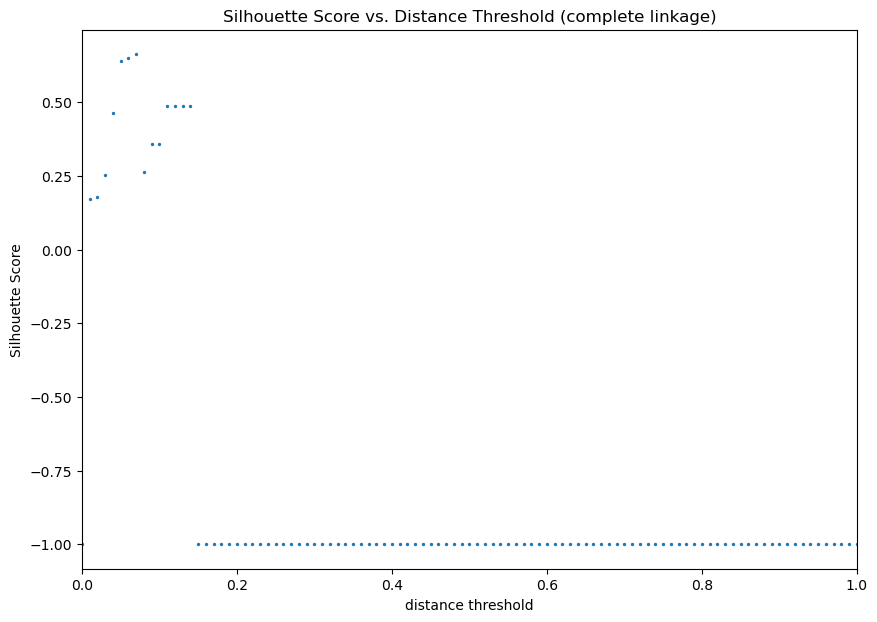 Silhouette Score vs. Distance Threshold (complete linkage)
0.50
0.25
0.00
−0.25
−0.50
−0.75
−1.00
Silhouette Score
0.0 0.2 0.4 0.6 0.8 1.0
distance threshold